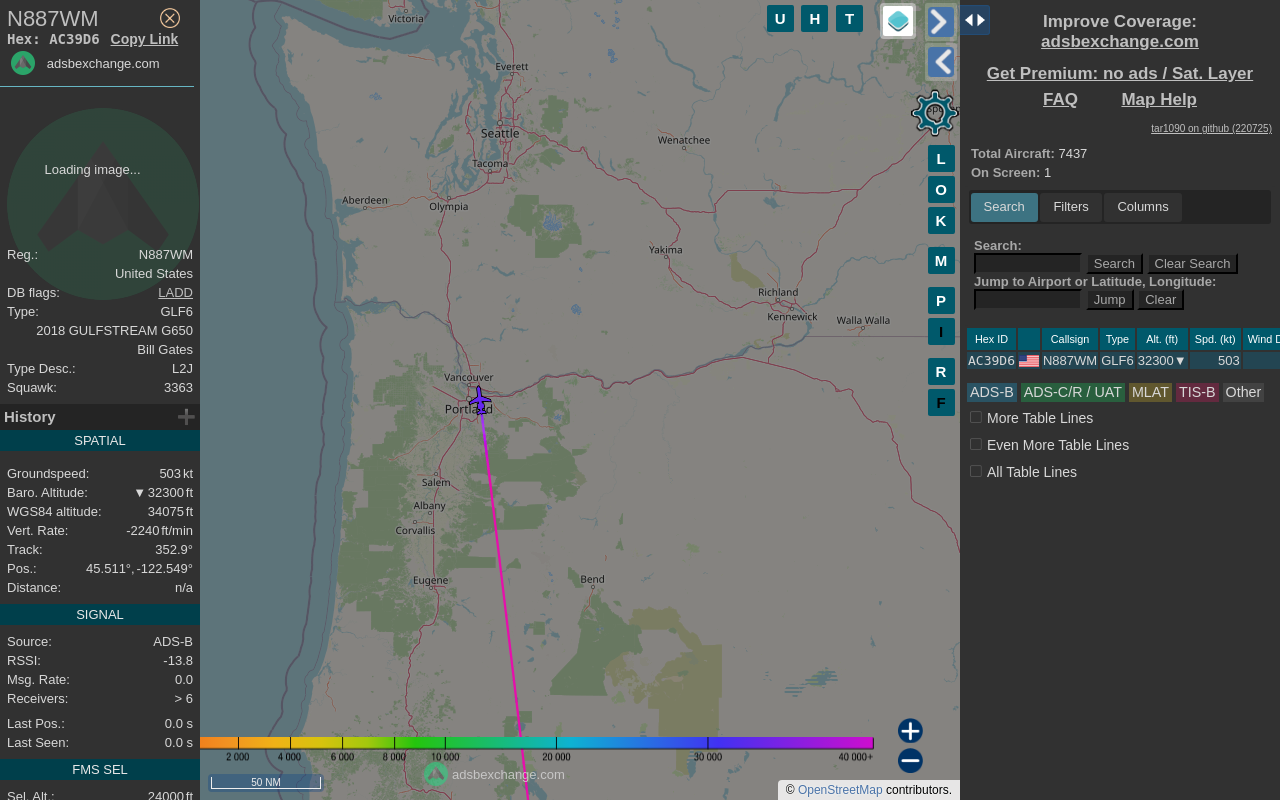 N887WM
Hex: AC39D6 Copy Link
adsbexchange.com
Loading image...
Reg.: N887WM
United States
DB flags: LADD
Type: GLF6
2018 GULFSTREAM G650
Bill Gates
Type Desc.: L2J
Squawk: 3363
History
SPATIAL
Groundspeed: 503 kt
Baro. Altitude: ▼ 32300 ft
WGS84 altitude: 34075 ft
Vert. Rate: -2240 ft/min
Track: 352.9°
Pos.: 45.511°, -122.549°
Distance: n/a
SIGNAL
Source: ADS-B
RSSI: -13.8
Msg. Rate: 0.0
Receivers: > 6
Last Pos.: 0.0 s
Last Seen: 0.0 s
FMS SEL
Sel. Alt.: 24000 ft
Victoria
Everett
Seattle
Wenatchee
Tacoma
Aberdeen
Olympia
Yakima
Richland
Kennewick
Walla Walla
Vancouver
Portland
Salem
Albany
Corvallis
Eugene
Bend
U H T
L
O
K
M
P
I
R
F
2 000 4 000 6 000 8 000 10 000 20 000 30 000 40 000+
adsbexchange.com
50 NM
© OpenStreetMap contributors.
Improve Coverage:
adsbexchange.com
Get Premium: no ads / Sat. Layer
FAQ Map Help
tar1090 on github (220725)
Total Aircraft: 7437
On Screen: 1
Search Filters Columns
Search:
Search Clear Search
Jump to Airport or Latitude, Longitude:
Jump Clear
Hex ID Callsign Type Alt. (ft) Spd. (kt) Wind D
AC39D6 N887WM GLF6 32300▼ 503
ADS-B ADS-C/R / UAT MLAT TIS-B Other
More Table Lines
Even More Table Lines
All Table Lines